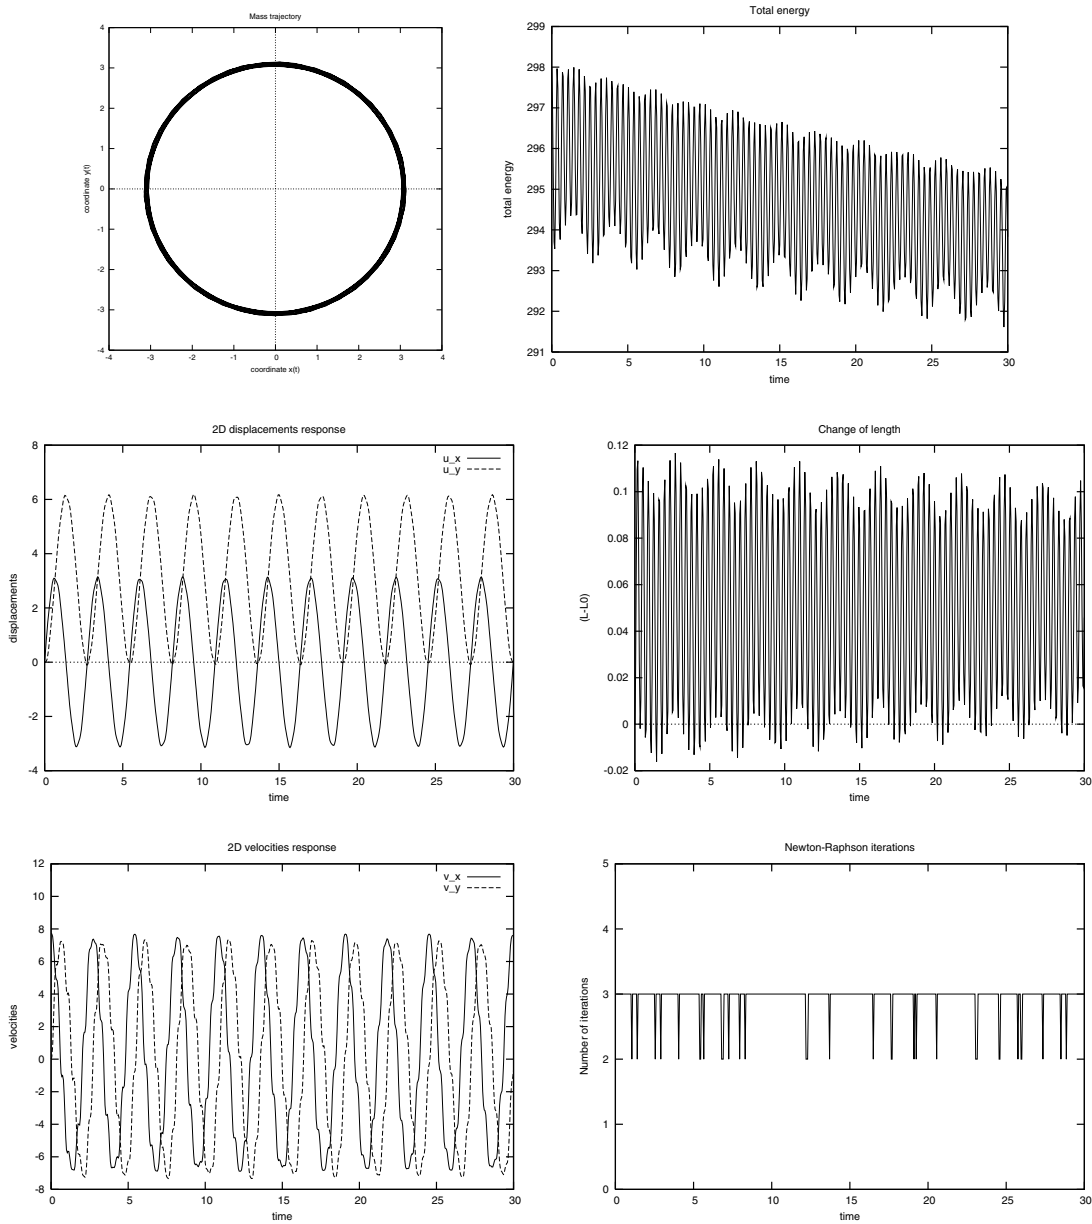 Mass trajectory
4
3
2
1
0
-1
-2
-3
-4
coordinate y(t)
-4 -3 -2 -1 0 1 2 3 4
coordinate x(t)
Total energy
299
298
297
296
295
294
293
292
291
total energy
0 5 10 15 20 25 30
time
2D displacements response
u_x
u_y
8
6
4
2
0
-2
-4
displacements
0 5 10 15 20 25 30
time
Change of length
0.12
0.1
0.08
0.06
0.04
0.02
0
-0.02
(L-L0)
0 5 10 15 20 25 30
time
2D velocities response
v_x
v_y
12
10
8
6
4
2
0
-2
-4
-6
-8
velocities
0 5 10 15 20 25 30
time
Newton-Raphson iterations
5
4
3
2
1
0
Number of iterations
0 5 10 15 20 25 30
time